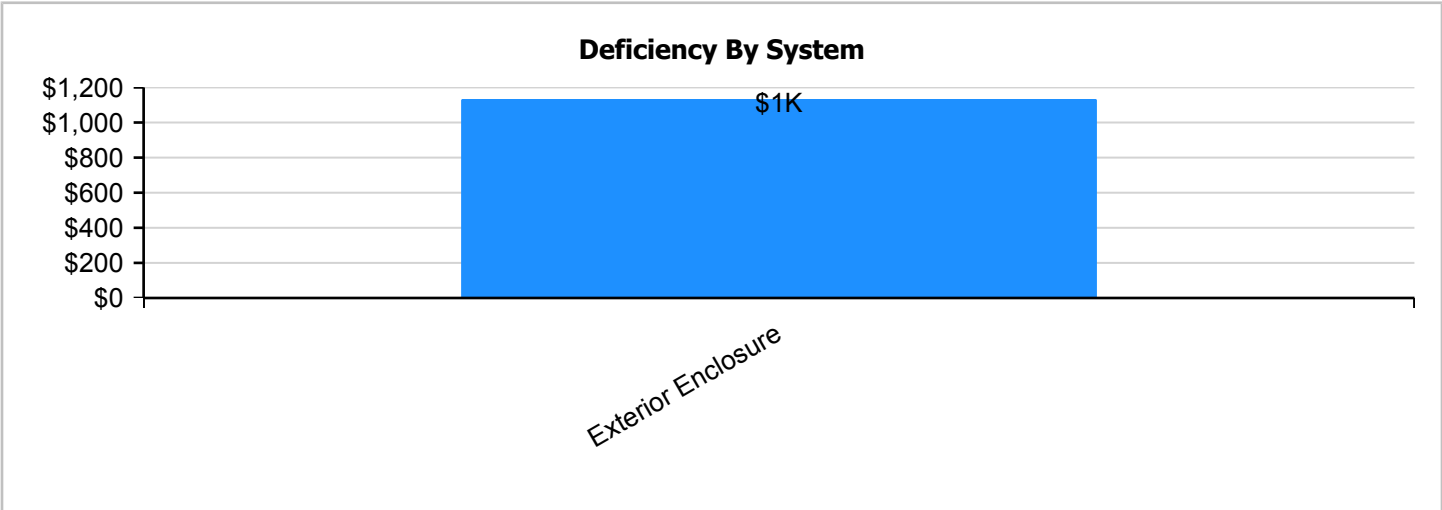 Deficiency By System
$1,200
$1K
$1,000
$800
$600
$400
$200
$0
Exterior Enclosure